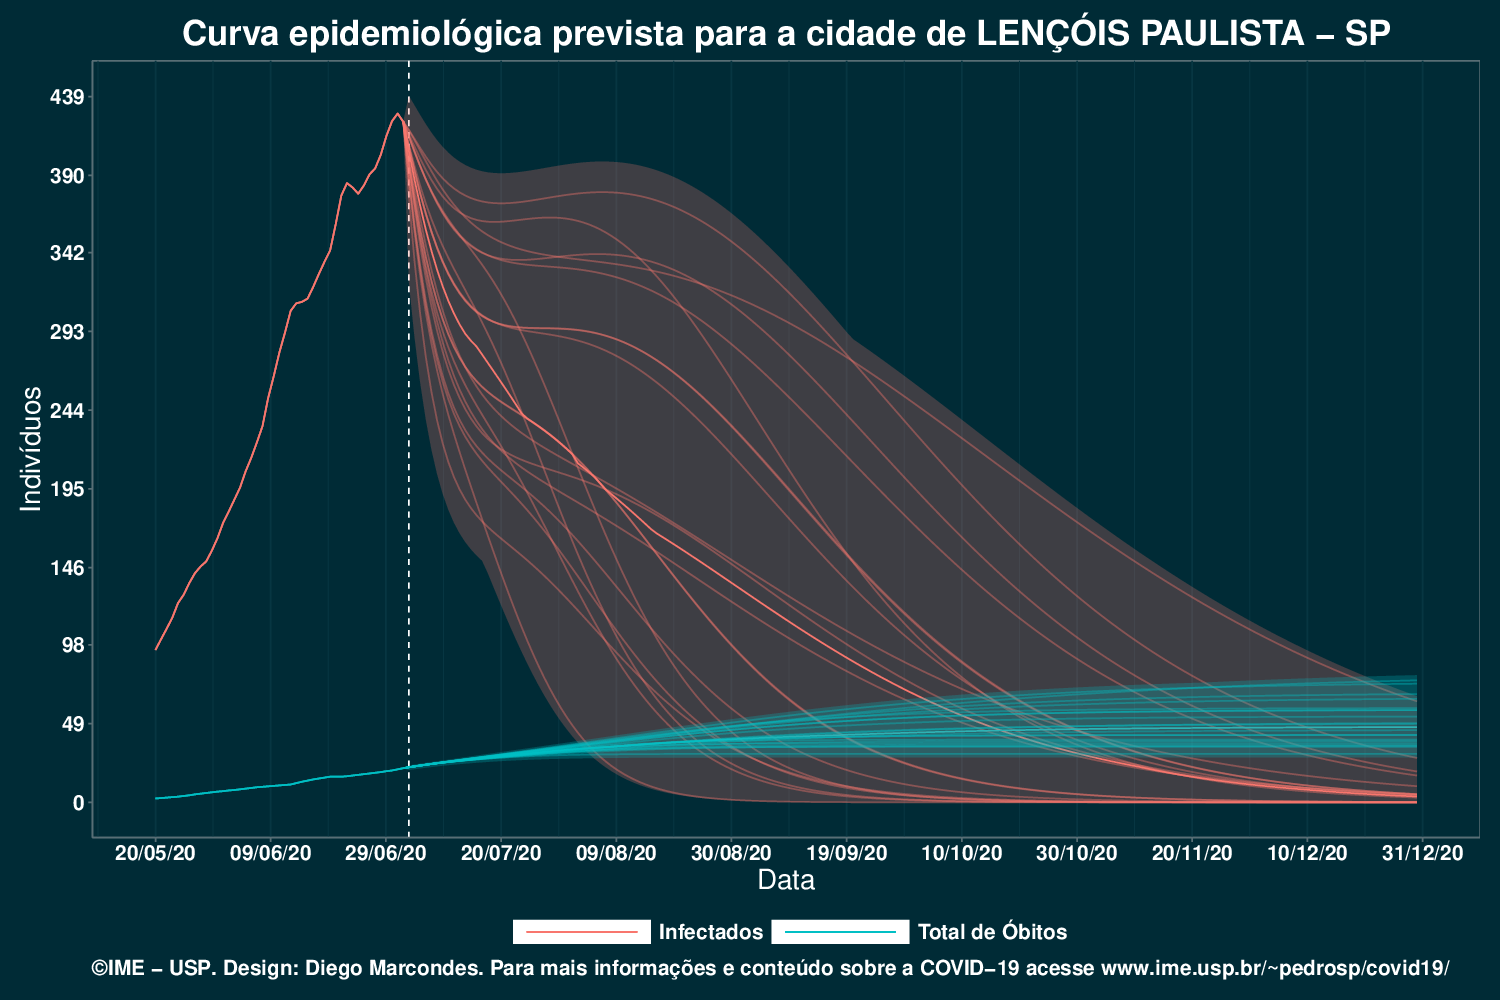 Curva epidemiológica prevista para a cidade de LENÇÓIS PAULISTA – SP
439
390
342
293
244
195
146
98
49
0
Indivíduos
20/05/20 09/06/20 29/06/20 20/07/20 09/08/20 30/08/20 19/09/20 10/10/20 30/10/20 20/11/20 10/12/20 31/12/20
Data
Infectados Total de Óbitos
©IME – USP. Design: Diego Marcondes. Para mais informações e conteúdo sobre a COVID–19 acesse www.ime.usp.br/~pedrosp/covid19/